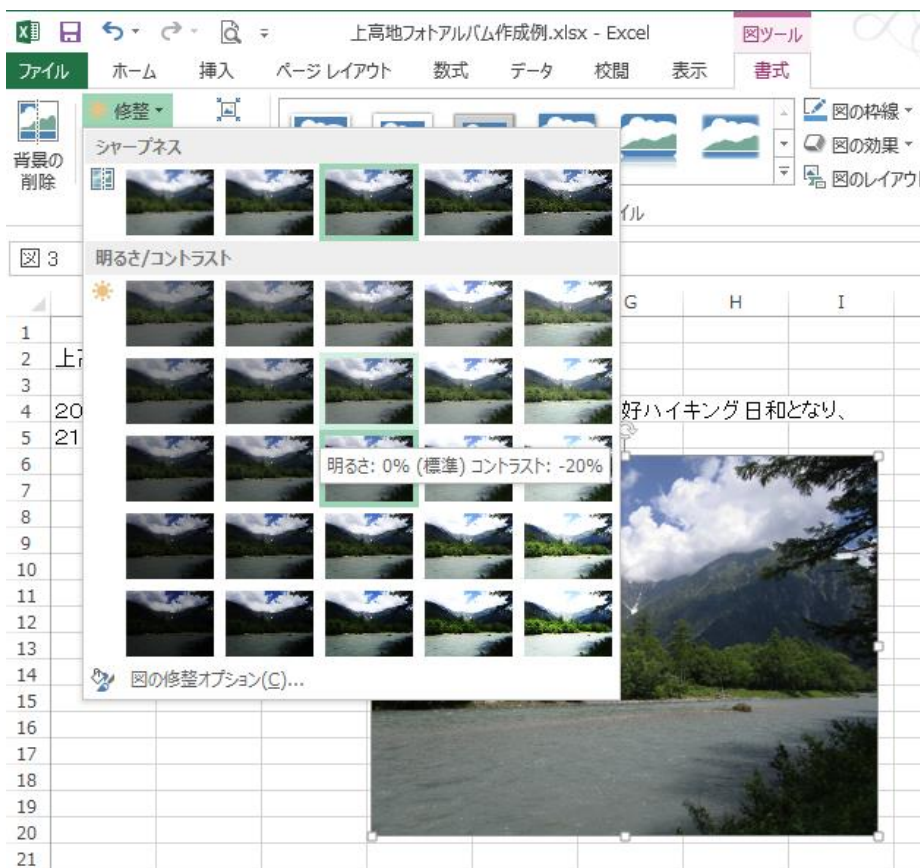 上高地フォトアルバム作成例.xlsx - Excel
図ツール
ファイル ホーム 挿入 ページ レイアウト 数式 データ 校閲 表示 書式
修整
背景の
削除
図の枠線
図の効果
図のレイアウ
イル
シャープネス
明るさ/コントラスト
図 3
G H I
1
2 上
3
4 20 好ハイキング日和となり、
5 21
明るさ: 0% (標準) コントラスト: -20%
6
7
8
9
10
11
12
13
14
図の修整オプション(C)...
15
16
17
18
19
20
21